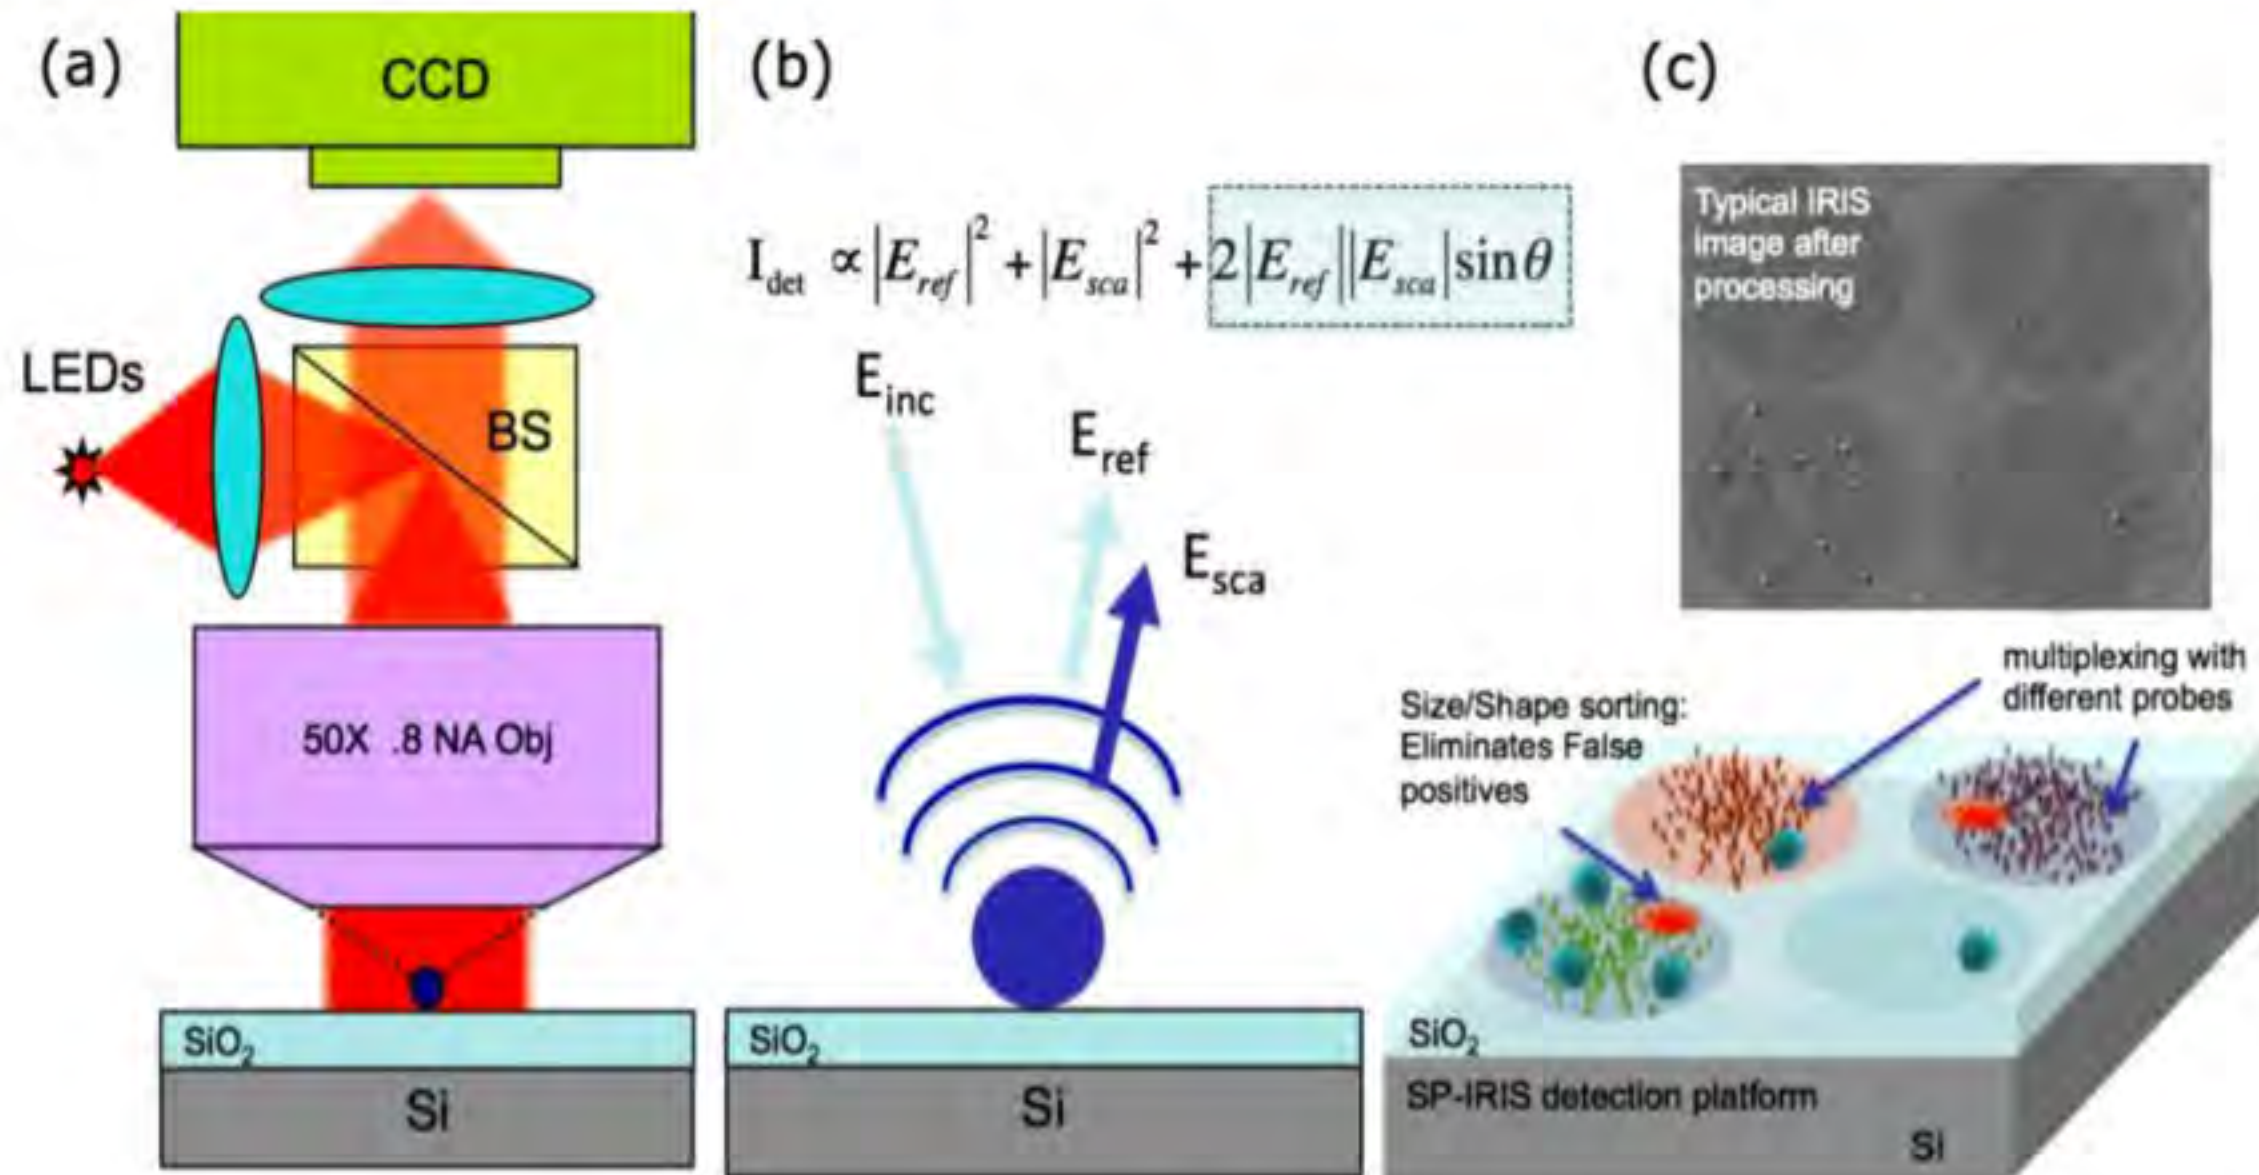 (a)
CCD
LEDs
BS
50X .8 NA Obj
SiO₂
Si
(b)
I_det ∝ |E_ref|² + |E_sca|² + 2|E_ref||E_sca| sin θ
E_inc
E_ref
E_sca
SiO₂
Si
(c)
Typical IRIS
image after
processing
multiplexing with
different probes
Size/Shape sorting:
Eliminates False
positives
SiO₂
SP-IRIS detection platform
Si